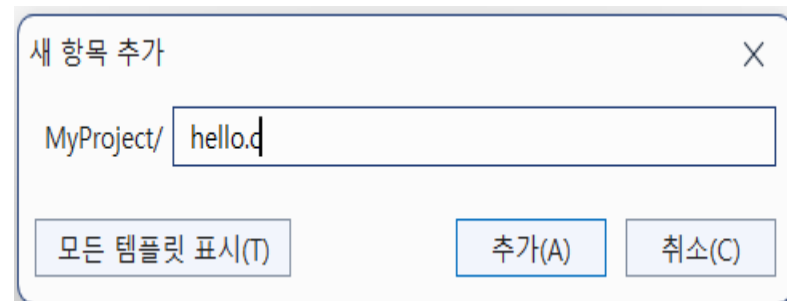 새 항목 추가
MyProject/ hello.c
모든 템플릿 표시(T) 추가(A) 취소(C)